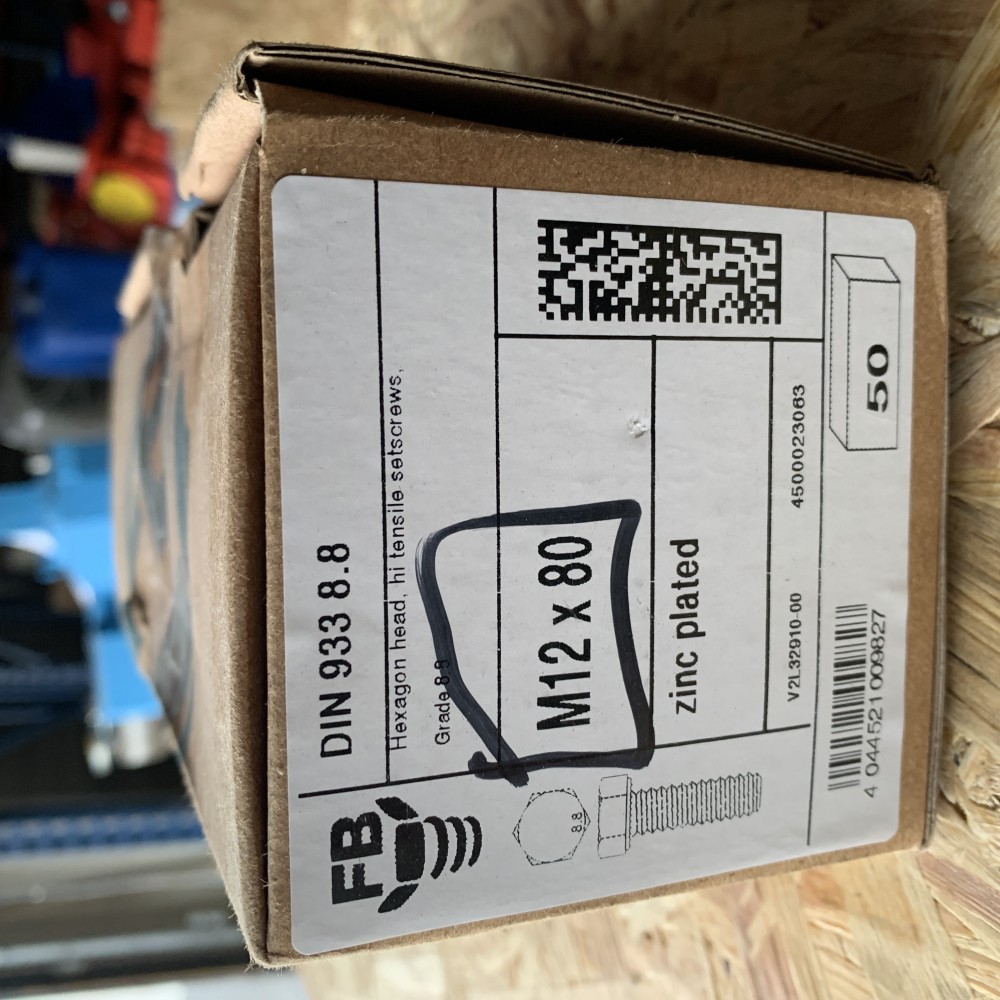 FB
DIN 933 8.8
Hexagon head, hi tensile setscrews,
Grade 8.8
M12 x 80
8.8
zinc plated
V2L32910-00 4500023083
4 044521 009827
50